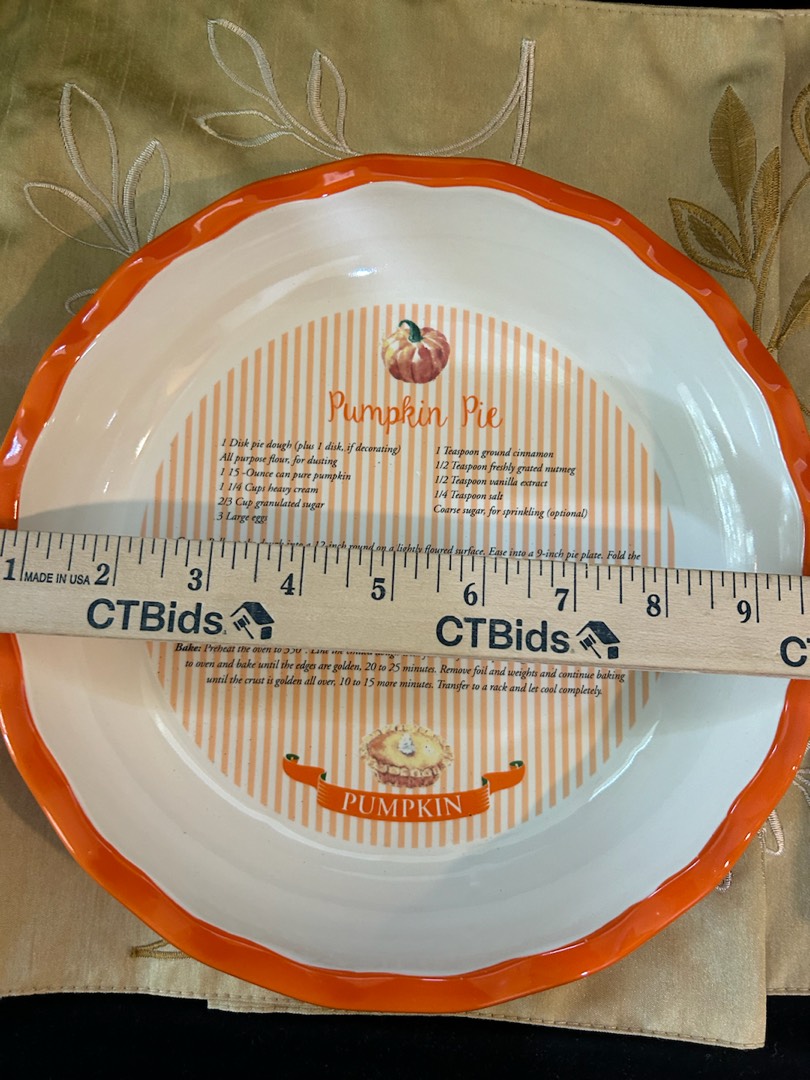 Pumpkin Pie
1 Disk pie dough (plus 1 disk, if decorating)
All purpose flour, for dusting
1 15 -Ounce can pure pumpkin
1 1/4 Cups heavy cream
2/3 Cup granulated sugar
3 Large eggs
1 Teaspoon ground cinnamon
1/2 Teaspoon freshly grated nutmeg
1/2 Teaspoon vanilla extract
1/4 Teaspoon salt
Coarse sugar, for sprinkling (optional)
into a 12-inch round on a lightly floured surface. Ease into a 9-inch pie plate. Fold the
1 MADE IN USA 2 3 4 5 6 7 8 9
CTBids CTBids CT
Bake: Preheat the oven to 350°. Line the
to oven and bake until the edges are golden, 20 to 25 minutes. Remove foil and weights and continue baking
until the crust is golden all over, 10 to 15 more minutes. Transfer to a rack and let cool completely.
PUMPKIN